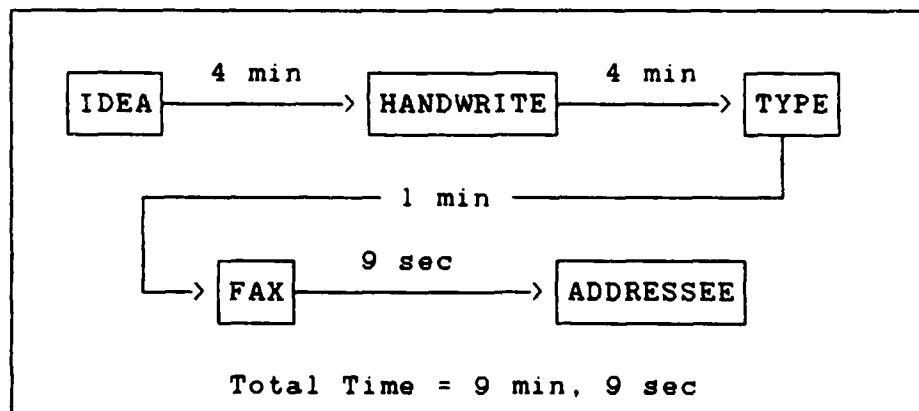 4 min 4 min
IDEA HANDWRITE TYPE
1 min
9 sec
FAX ADDRESSEE
Total Time = 9 min, 9 sec